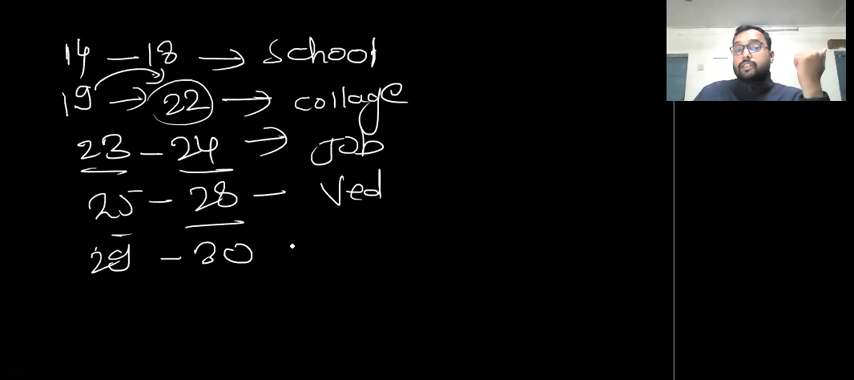 14 — 18 → School
19 → 22 → collage
23 - 24 → Job
25 - 28 - Ved
29 - 30